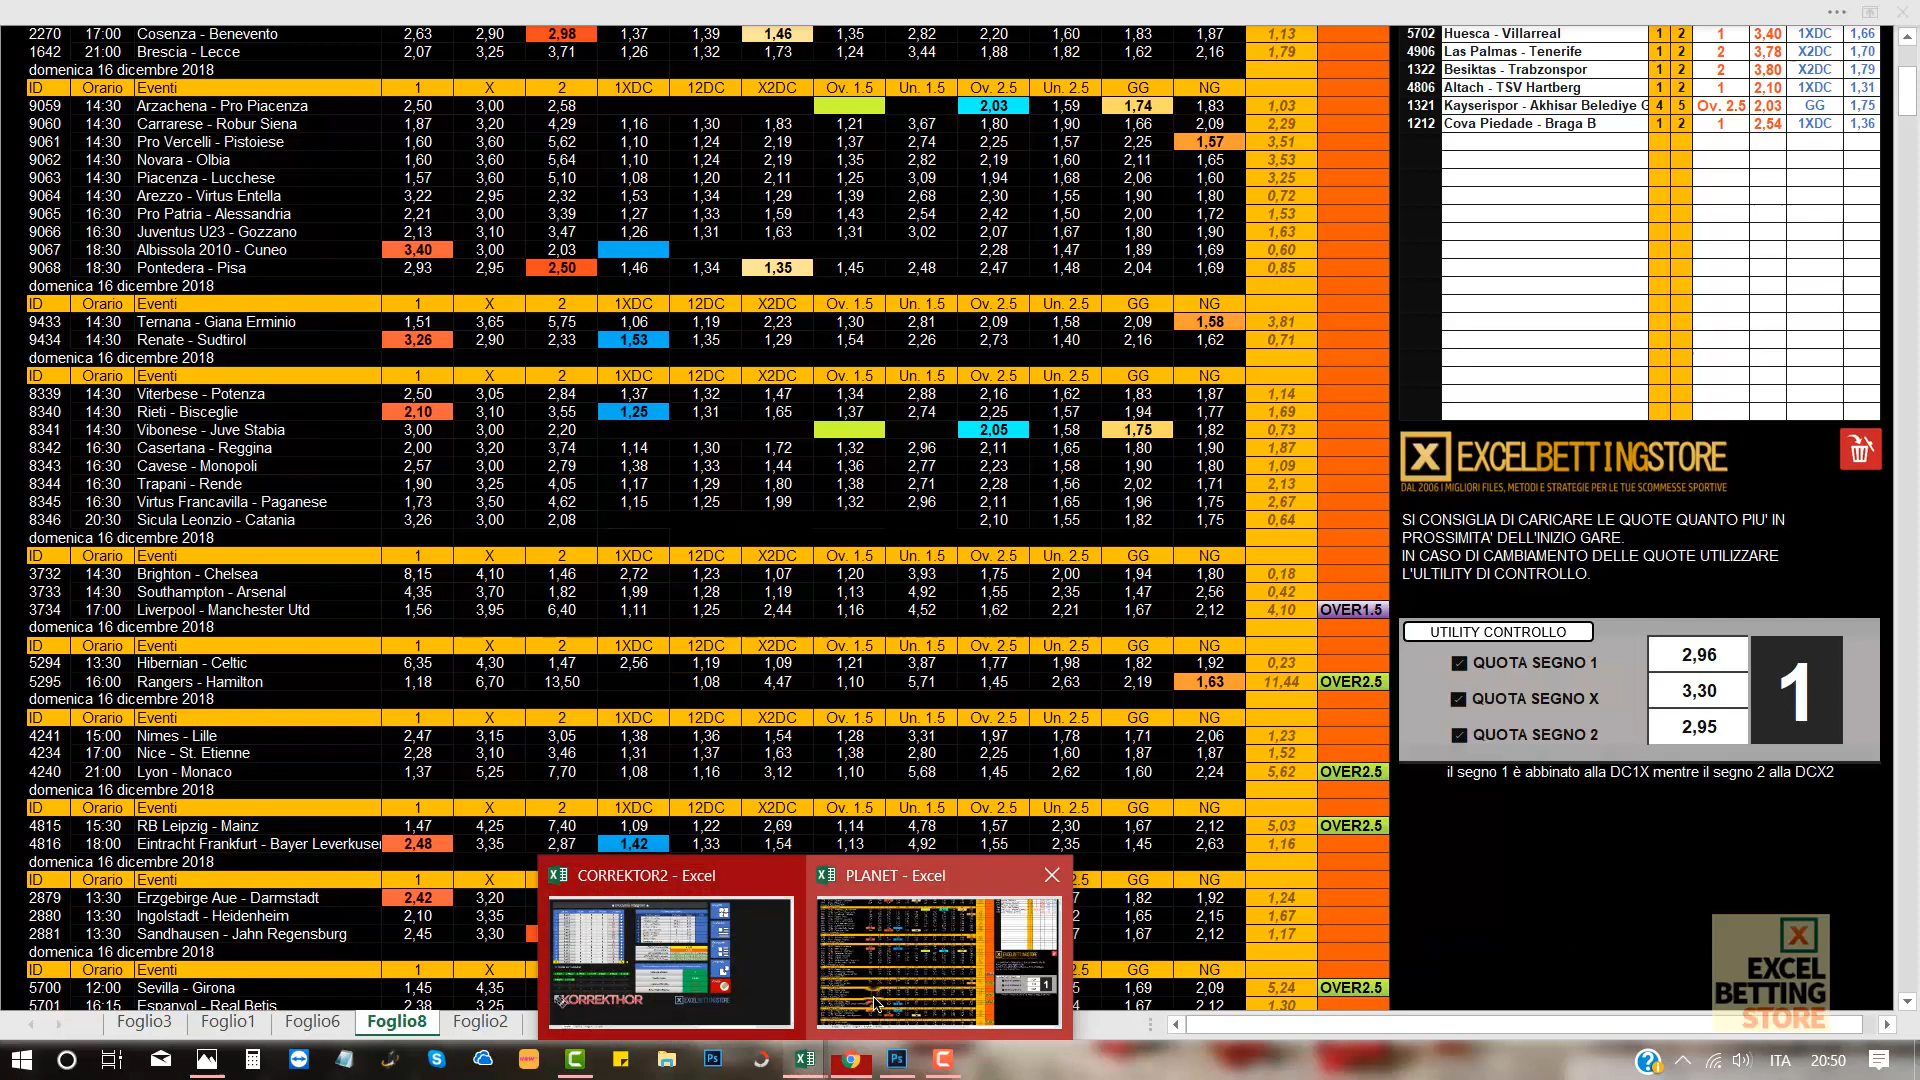 2270 17:00 Cosenza - Benevento 2,63 2,90 2,98 1,37 1,39 1,46 1,35 2,82 2,20 1,60 1,83 1,87 1,13
1642 21:00 Brescia - Lecce 2,07 3,25 3,71 1,26 1,32 1,73 1,24 3,44 1,88 1,82 1,62 2,16 1,79
domenica 16 dicembre 2018
ID Orario Eventi 1 X 2 1XDC 12DC X2DC Ov. 1.5 Un. 1.5 Ov. 2.5 Un. 2.5 GG NG
9059 14:30 Arzachena - Pro Piacenza 2,50 3,00 2,58 2,03 1,59 1,74 1,83 1,03
9060 14:30 Carrarese - Robur Siena 1,87 3,20 4,29 1,16 1,30 1,83 1,21 3,67 1,80 1,90 1,66 2,09 2,29
9061 14:30 Pro Vercelli - Pistoiese 1,60 3,60 5,62 1,10 1,24 2,19 1,37 2,74 2,25 1,57 2,25 1,57 3,51
9062 14:30 Novara - Olbia 1,60 3,60 5,64 1,10 1,24 2,19 1,35 2,82 2,19 1,60 2,11 1,65 3,53
9063 14:30 Piacenza - Lucchese 1,57 3,60 5,10 1,08 1,20 2,11 1,25 3,09 1,94 1,68 2,06 1,60 3,25
9064 14:30 Arezzo - Virtus Entella 3,22 2,95 2,32 1,53 1,34 1,29 1,39 2,68 2,30 1,55 1,90 1,80 0,72
9065 16:30 Pro Patria - Alessandria 2,21 3,00 3,39 1,27 1,33 1,59 1,43 2,54 2,42 1,50 2,00 1,72 1,53
9066 16:30 Juventus U23 - Gozzano 2,13 3,10 3,47 1,26 1,31 1,63 1,31 3,02 2,07 1,67 1,80 1,90 1,63
9067 18:30 Albissola 2010 - Cuneo 3,40 3,00 2,03 2,28 1,47 1,89 1,69 0,60
9068 18:30 Pontedera - Pisa 2,93 2,95 2,50 1,46 1,34 1,35 1,45 2,48 2,47 1,48 2,04 1,69 0,85
domenica 16 dicembre 2018
ID Orario Eventi 1 X 2 1XDC 12DC X2DC Ov. 1.5 Un. 1.5 Ov. 2.5 Un. 2.5 GG NG
9433 14:30 Ternana - Giana Erminio 1,51 3,65 5,75 1,06 1,19 2,23 1,30 2,81 2,09 1,58 2,09 1,58 3,81
9434 14:30 Renate - Sudtirol 3,26 2,90 2,33 1,53 1,35 1,29 1,54 2,26 2,73 1,40 2,16 1,62 0,71
domenica 16 dicembre 2018
ID Orario Eventi 1 X 2 1XDC 12DC X2DC Ov. 1.5 Un. 1.5 Ov. 2.5 Un. 2.5 GG NG
8339 14:30 Viterbese - Potenza 2,50 3,05 2,84 1,37 1,32 1,47 1,34 2,88 2,16 1,62 1,83 1,87 1,14
8340 14:30 Rieti - Bisceglie 2,10 3,10 3,55 1,25 1,31 1,65 1,37 2,74 2,25 1,57 1,94 1,77 1,69
8341 14:30 Vibonese - Juve Stabia 3,00 3,00 2,20 2,05 1,58 1,75 1,82 0,73
8342 16:30 Casertana - Reggina 2,00 3,20 3,74 1,14 1,30 1,72 1,32 2,96 2,11 1,65 1,80 1,90 1,87
8343 16:30 Cavese - Monopoli 2,57 3,00 2,79 1,38 1,33 1,44 1,36 2,77 2,23 1,58 1,90 1,80 1,09
8344 16:30 Trapani - Rende 1,90 3,25 4,05 1,17 1,29 1,80 1,38 2,71 2,28 1,56 2,02 1,71 2,13
8345 16:30 Virtus Francavilla - Paganese 1,73 3,50 4,62 1,15 1,25 1,99 1,32 2,96 2,11 1,65 1,96 1,75 2,67
8346 20:30 Sicula Leonzio - Catania 3,26 3,00 2,08 2,10 1,55 1,82 1,75 0,64
domenica 16 dicembre 2018
ID Orario Eventi 1 X 2 1XDC 12DC X2DC Ov. 1.5 Un. 1.5 Ov. 2.5 Un. 2.5 GG NG
3732 14:30 Brighton - Chelsea 8,15 4,10 1,46 2,72 1,23 1,07 1,20 3,93 1,75 2,00 1,94 1,80 0,18
3733 14:30 Southampton - Arsenal 4,35 3,70 1,82 1,99 1,28 1,19 1,13 4,92 1,55 2,35 1,47 2,56 0,42
3734 17:00 Liverpool - Manchester Utd 1,56 3,95 6,40 1,11 1,25 2,44 1,16 4,52 1,62 2,21 1,67 2,12 4,10 OVER1.5
domenica 16 dicembre 2018
ID Orario Eventi 1 X 2 1XDC 12DC X2DC Ov. 1.5 Un. 1.5 Ov. 2.5 Un. 2.5 GG NG
5294 13:30 Hibernian - Celtic 6,35 4,30 1,47 2,56 1,19 1,09 1,21 3,87 1,77 1,98 1,82 1,92 0,23
5295 16:00 Rangers - Hamilton 1,18 6,70 13,50 1,08 4,47 1,10 5,71 1,45 2,63 2,19 1,63 11,44 OVER2.5
domenica 16 dicembre 2018
ID Orario Eventi 1 X 2 1XDC 12DC X2DC Ov. 1.5 Un. 1.5 Ov. 2.5 Un. 2.5 GG NG
4241 15:00 Nimes - Lille 2,47 3,15 3,05 1,38 1,36 1,54 1,28 3,31 1,97 1,78 1,71 2,06 1,23
4234 17:00 Nice - St. Etienne 2,28 3,10 3,46 1,31 1,37 1,63 1,38 2,80 2,25 1,60 1,87 1,87 1,52
4240 21:00 Lyon - Monaco 1,37 5,25 7,70 1,08 1,16 3,12 1,10 5,68 1,45 2,62 1,60 2,24 5,62 OVER2.5
domenica 16 dicembre 2018
ID Orario Eventi 1 X 2 1XDC 12DC X2DC Ov. 1.5 Un. 1.5 Ov. 2.5 Un. 2.5 GG NG
4815 15:30 RB Leipzig - Mainz 1,47 4,25 7,40 1,09 1,22 2,69 1,14 4,78 1,57 2,30 1,67 2,12 5,03 OVER2.5
4816 18:00 Eintracht Frankfurt - Bayer Leverkusen 2,48 3,35 2,87 1,42 1,33 1,54 1,13 4,92 1,55 2,35 1,45 2,63 1,16
domenica 16 dicembre 2018
ID Orario Eventi 1 X 2.5 GG NG
2879 13:30 Erzgebirge Aue - Darmstadt 2,42 3,20 1,82 1,92 1,24
2880 13:30 Ingolstadt - Heidenheim 2,10 3,35 1,65 2,15 1,67
2881 13:30 Sandhausen - Jahn Regensburg 2,45 3,30 1,67 2,12 1,17
domenica 16 dicembre 2018
ID Orario Eventi 1 X 2.5 GG NG
5700 12:00 Sevilla - Girona 1,45 4,35 1,69 2,09 5,24 OVER2.5
5701 16:15 Espanyol - Real Betis 2,38 3,25 1,67 2,12 1,30
5702 Huesca - Villarreal 1 2 1 3,40 1XDC 1,66
4906 Las Palmas - Tenerife 1 2 2 3,78 X2DC 1,70
1322 Besiktas - Trabzonspor 1 2 2 3,80 X2DC 1,79
4806 Altach - TSV Hartberg 1 2 1 2,10 1XDC 1,31
1321 Kayserispor - Akhisar Belediye G 4 5 Ov. 2.5 2,03 GG 1,75
1212 Cova Piedade - Braga B 1 2 1 2,54 1XDC 1,36
X EXCELBETTINGSTORE
DAL 2006 I MIGLIORI FILES, METODI E STRATEGIE PER LE TUE SCOMMESSE SPORTIVE
SI CONSIGLIA DI CARICARE LE QUOTE QUANTO PIU' IN
PROSSIMITA' DELL'INIZIO GARE.
IN CASO DI CAMBIAMENTO DELLE QUOTE UTILIZZARE
L'ULTILITY DI CONTROLLO.
UTILITY CONTROLLO
QUOTA SEGNO 1 2,96
QUOTA SEGNO X 3,30
QUOTA SEGNO 2 2,95
1
il segno 1 è abbinato alla DC1X mentre il segno 2 alla DCX2
X
EXCEL
BETTING
STORE
CORREKTOR2 - Excel
PLANET - Excel
KORREKTHOR
EXCELBETTINGSTORE
Foglio3 Foglio1 Foglio6 Foglio8 Foglio2
ITA 20:50